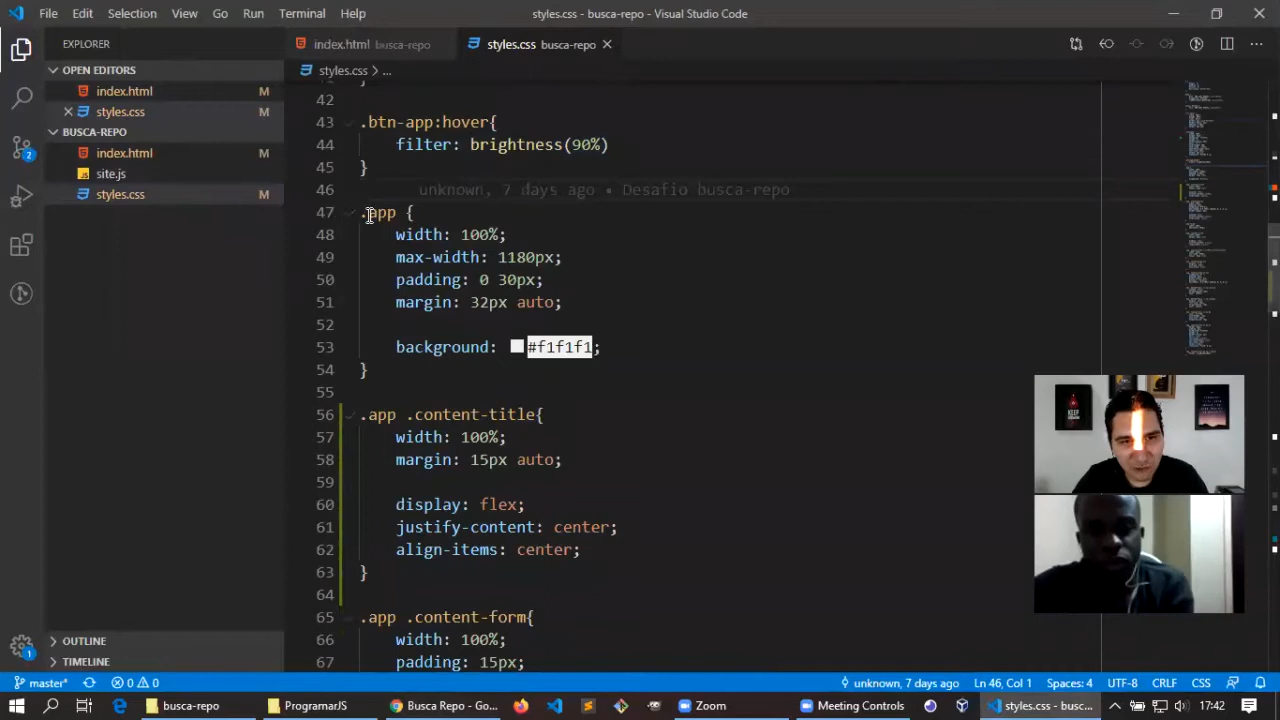 File Edit Selection View Go Run Terminal Help
styles.css - busca-repo - Visual Studio Code
EXPLORER
OPEN EDITORS
index.html M
styles.css M
BUSCA-REPO
index.html M
JS site.js
styles.css M
OUTLINE
TIMELINE
index.html busca-repo
styles.css busca-repo
styles.css > ...
42
43 .btn-app:hover{
44 filter: brightness(90%)
45 }
46 unknown, 7 days ago • Desafio busca-repo
47 .app {
48 width: 100%;
49 max-width: 1180px;
50 padding: 0 30px;
51 margin: 32px auto;
52
53 background: #f1f1f1;
54 }
55
56 .app .content-title{
57 width: 100%;
58 margin: 15px auto;
59
60 display: flex;
61 justify-content: center;
62 align-items: center;
63 }
64
65 .app .content-form{
66 width: 100%;
67 padding: 15px;
KEEP
2
1
master* 0 0 unknown, 7 days ago Ln 46, Col 1 Spaces: 4 UTF-8 CRLF CSS
busca-repo ProgramarJS Busca Repo - Go... Zoom Meeting Controls styles.css - busc... 17:42